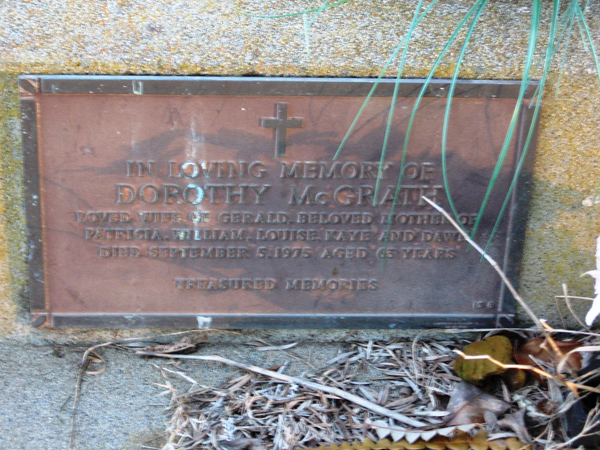 IN LOVING MEMORY OF
DOROTHY McGRATH
LOVED WIFE OF GERALD, BELOVED MOTHER OF
PATRICIA, WILLIAM, LOUISE, KAYE AND DAWN
DIED SEPTEMBER 5, 1975 AGED 63 YEARS
TREASURED MEMORIES